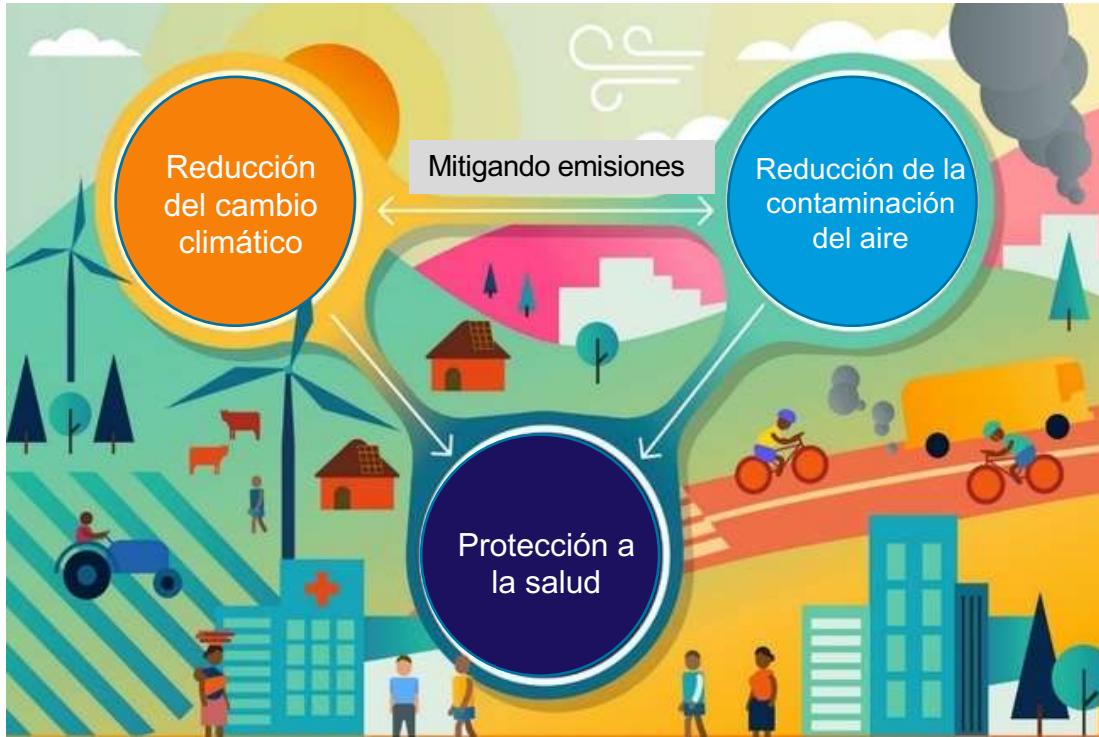 Reducción
del cambio
climático
Mitigando emisiones
Reducción de la
contaminación
del aire
Protección a
la salud